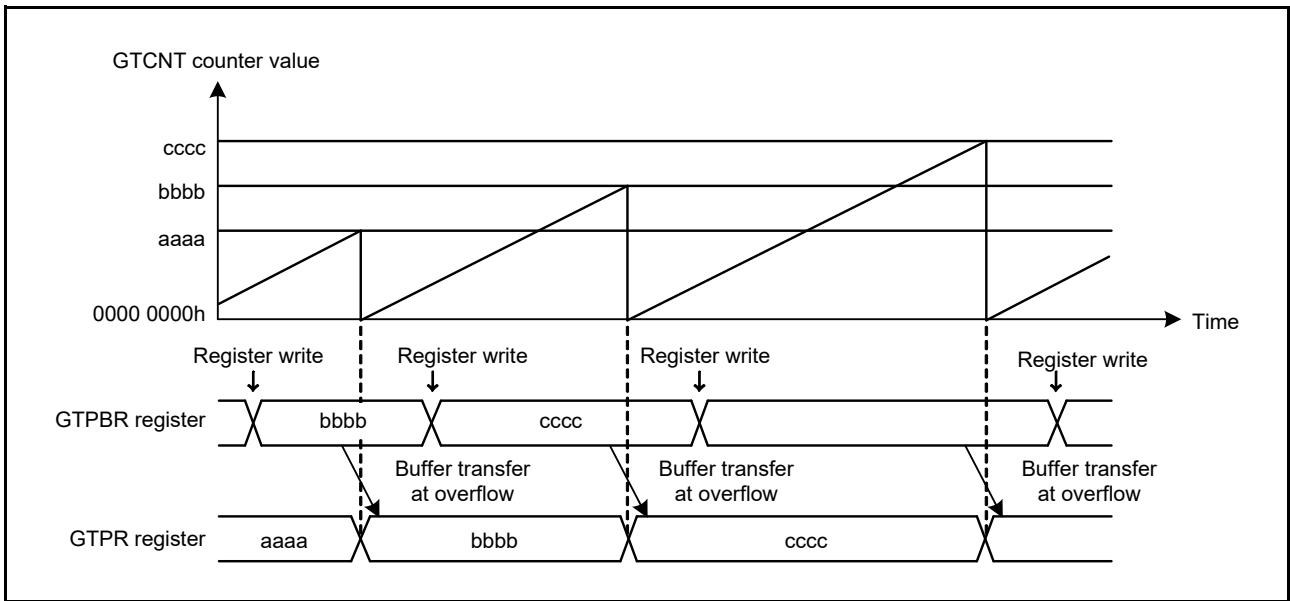 GTCNT counter value
cccc
bbbb
aaaa
0000 0000h
Time
Register write
Register write
Register write
Register write
GTPBR register
bbbb
cccc
Buffer transfer
at overflow
Buffer transfer
at overflow
Buffer transfer
at overflow
GTPR register
aaaa
bbbb
cccc